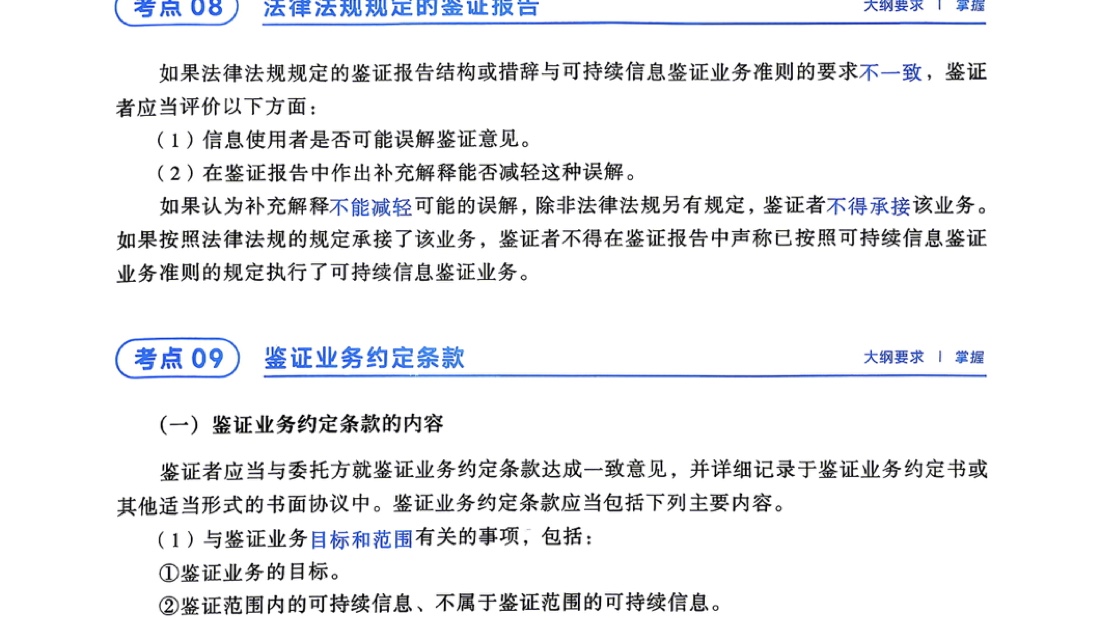 考点 08 法律法规规定的鉴证报告 大纲要求 | 掌握
如果法律法规规定的鉴证报告结构或措辞与可持续信息鉴证业务准则的要求不一致，鉴证
者应当评价以下方面：
（1）信息使用者是否可能误解鉴证意见。
（2）在鉴证报告中作出补充解释能否减轻这种误解。
如果认为补充解释不能减轻可能的误解，除非法律法规另有规定，鉴证者不得承接该业务。
如果按照法律法规的规定承接了该业务，鉴证者不得在鉴证报告中声称已按照可持续信息鉴证
业务准则的规定执行了可持续信息鉴证业务。
考点 09 鉴证业务约定条款 大纲要求 | 掌握
（一）鉴证业务约定条款的内容
鉴证者应当与委托方就鉴证业务约定条款达成一致意见，并详细记录于鉴证业务约定书或
其他适当形式的书面协议中。鉴证业务约定条款应当包括下列主要内容。
（1）与鉴证业务目标和范围有关的事项，包括：
①鉴证业务的目标。
②鉴证范围内的可持续信息、不属于鉴证范围的可持续信息。